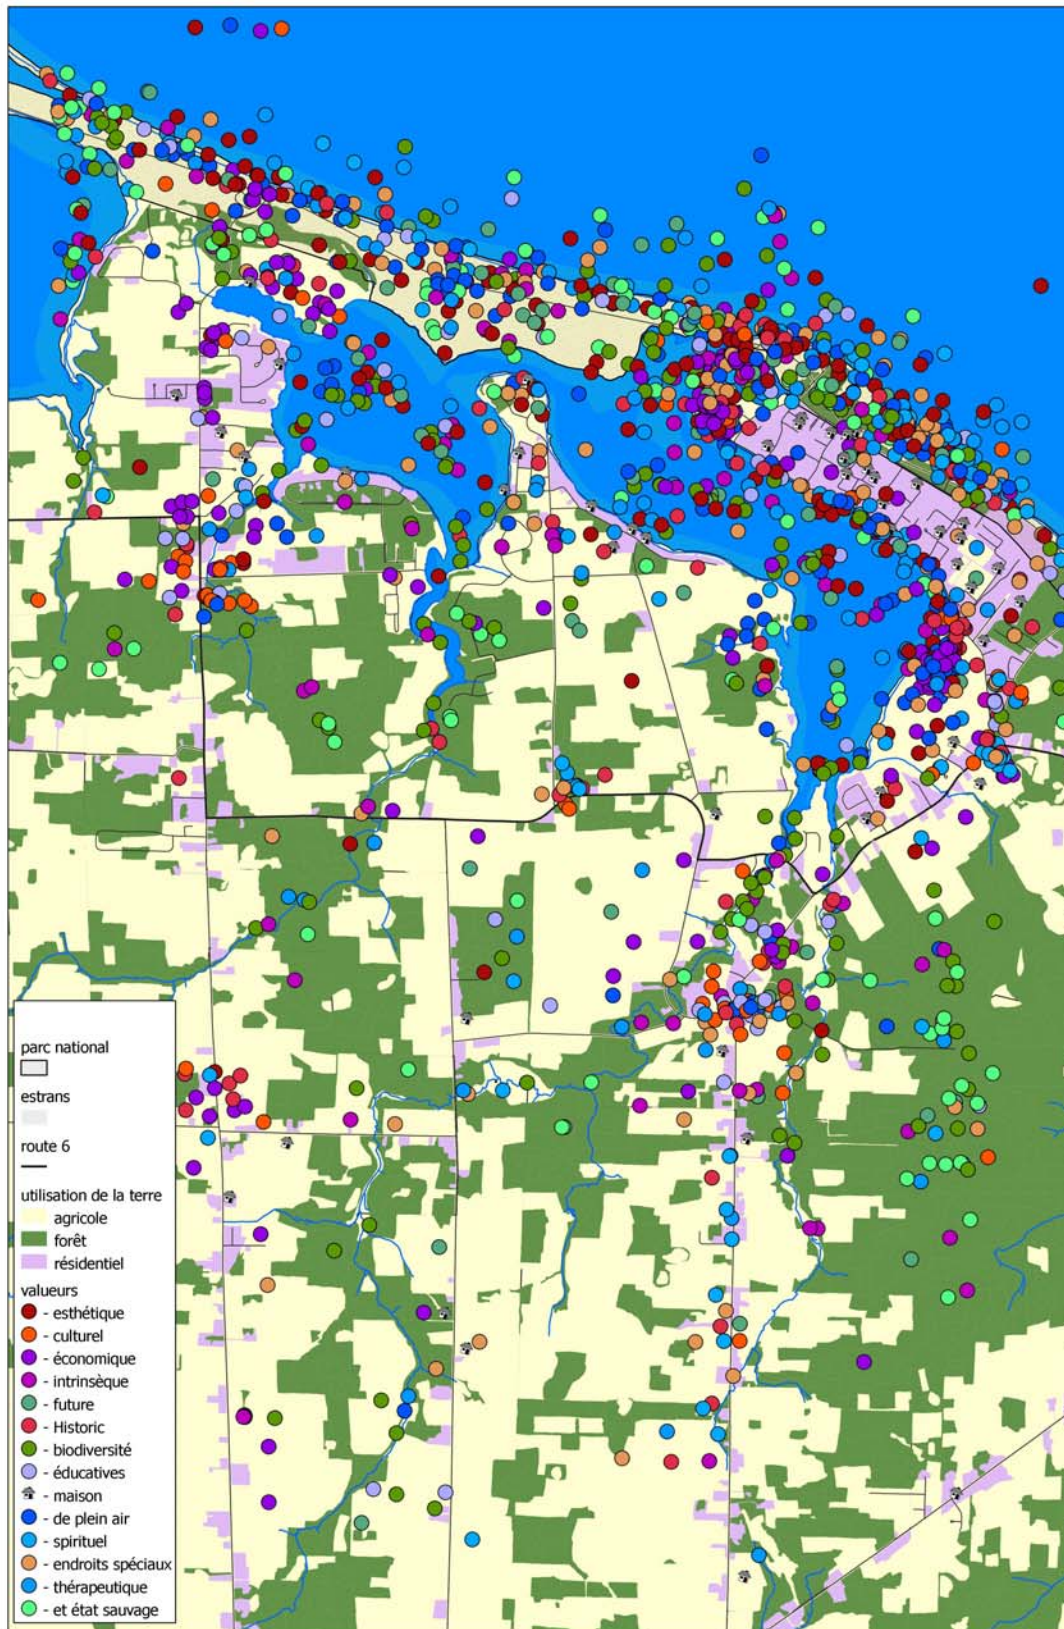 parc national
estrans
route 6
utilisation de la terre
agricole
forêt
résidentiel
valueurs
- esthétique
- culturel
- économique
- intrinsèque
- future
- Historic
- biodiversité
- éducatives
- maison
- de plein air
- spirituel
- endroits spéciaux
- thérapeutique
- et état sauvage